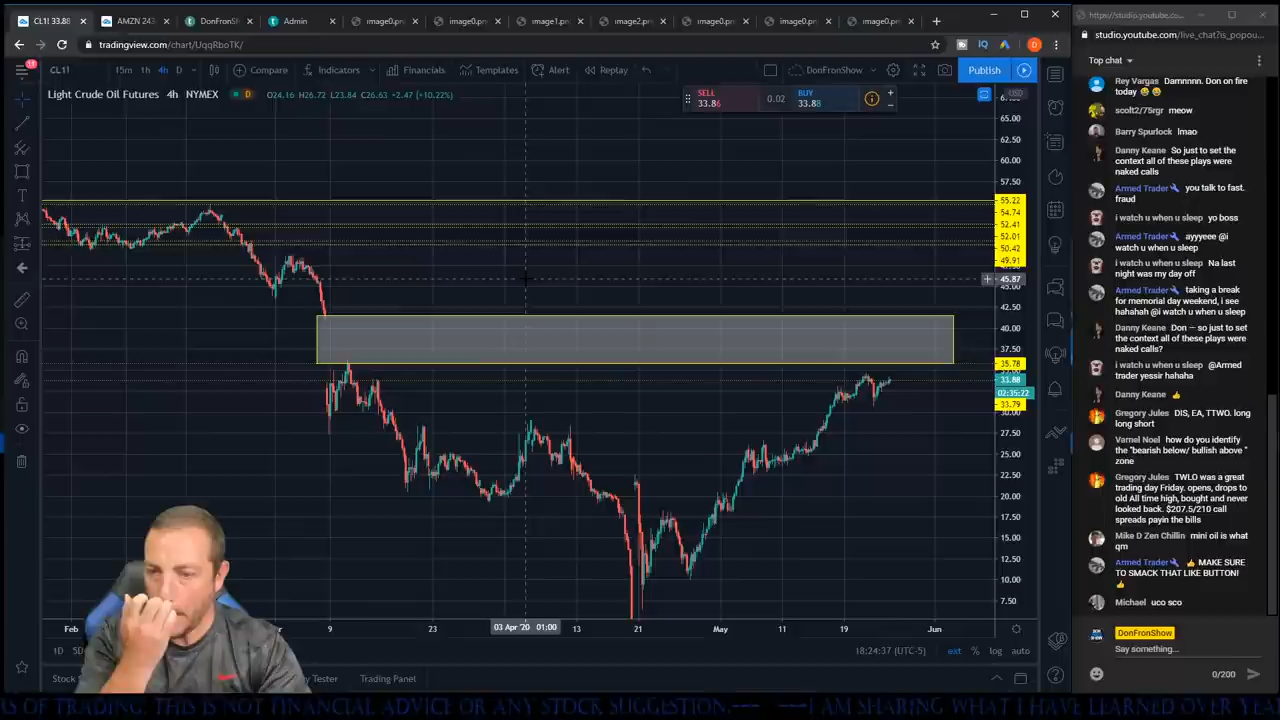 CL11 33.88
AMZN 243
DonFronSh
Admin
image0.pn
image0.pn
image1.pn
image2.pn
image0.pn
image0.pn
image0.pn
tradingview.com/chart/UqqRboTK/
11
CL11
15m 1h 4h D
Compare
Indicators
Financials
Templates
Alert
Replay
DonFronShow
Publish
Light Crude Oil Futures 4h NYMEX
D
O24.16 H26.72 L23.84 C26.63 +2.47 (+10.22%)
SELL
33.86
0.02
BUY
33.88
USD
65.00
62.50
60.00
57.50
55.22
54.74
52.41
52.01
50.42
49.91
45.87
42.50
40.00
37.50
35.78
33.88
02:35:22
33.79
30.00
27.50
25.00
22.50
20.00
17.50
15.00
12.50
10.00
7.50
Feb
9
23
03 Apr '20 01:00
13
21
May
11
19
Jun
1D
18:24:37 (UTC-5)
ext
%
log
auto
Trading Panel
OF TRADING. THIS IS NOT FINANCIAL ADVICE OR ANY STOCK SUGGESTION --- ---I AM SHARING WHAT I HAVE LEARNED OVER YEA
https://studio.youtube.com/live_chat?is_popou...
studio.youtube.com/live_chat?is_popou...
Top chat
Rey Vargas Damnnnn. Don on fire
today
scolt2/75rgr meow
Barry Spurlock lmao
Danny Keane So just to set the
context all of these plays were
naked calls
Armed Trader you talk to fast.
fraud
i watch u when u sleep yo boss
Armed Trader ayyyeee @i
watch u when u sleep
i watch u when u sleep Na last
night was my day off
Armed Trader taking a break
for memorial day weekend, i see
hahahah @i watch u when u sleep
Danny Keane Don — so just to set
the context all of these plays were
naked calls?
i watch u when u sleep @Armed
trader yessir hahaha
Danny Keane
Gregory Jules DIS, EA, TTWO. long
long short
Varnel Noel how do you identify
the "bearish below/ bullish above "
zone
Gregory Jules TWLO was a great
trading day Friday. opens, drops to
old All time high, bought and never
looked back. $207.5/210 call
spreads payin the bills
Mike D Zen Chillin mini oil is what
qm
Armed Trader MAKE SURE
TO SMACK THAT LIKE BUTTON!
Michael uco sco
DonFronShow
Say something...
0/200